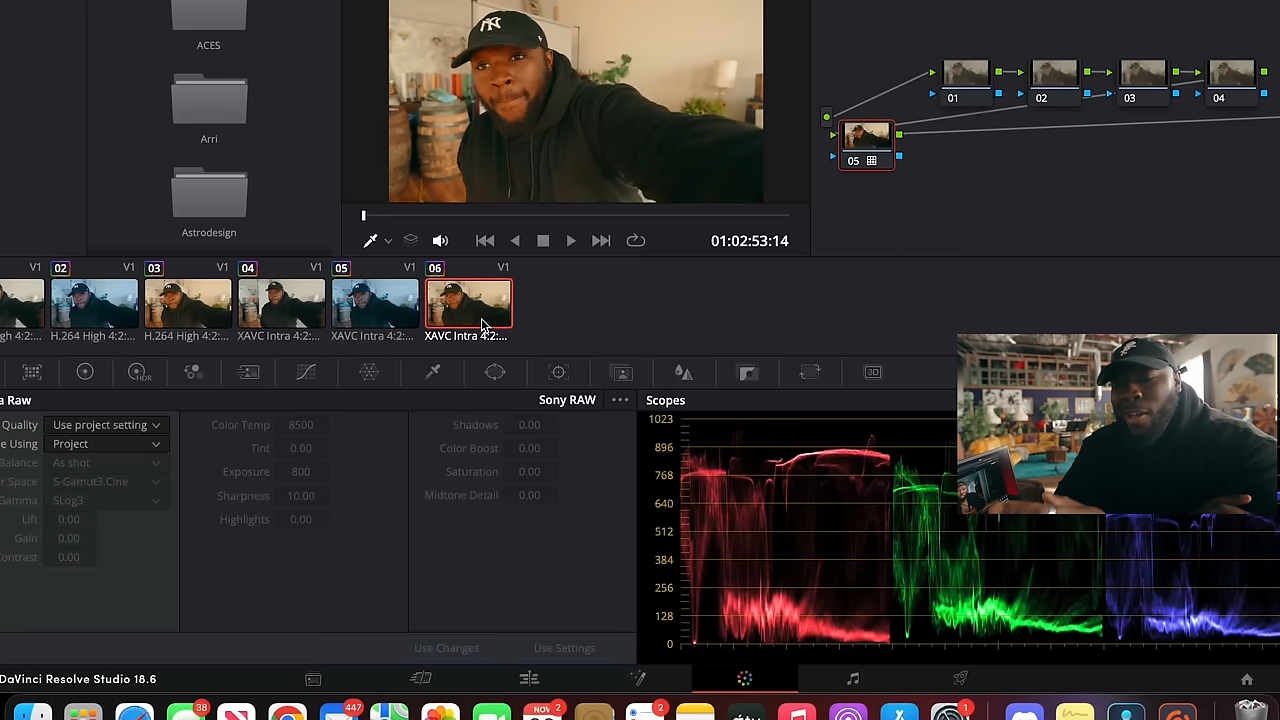 ACES
Arri
Astrodesign
01
02
03
04
05
01:02:53:14
V1
02
V1
03
V1
04
V1
05
V1
06
V1
gh 4:2:...
H.264 High 4:2:...
H.264 High 4:2:...
XAVC Intra 4:2:...
XAVC Intra 4:2:...
XAVC Intra 4:2:...
HDR
3D
a Raw
Sony RAW
Scopes
Quality
Use project setting
e Using
Project
Balance
As shot
r Space
S-Gamut3.Cine
Gamma
SLog3
Lift
0.00
Gain
0.00
ontrast
0.00
Color Temp
8500
Tint
0.00
Exposure
800
Sharpness
10.00
Highlights
0.00
Shadows
0.00
Color Boost
0.00
Saturation
0.00
Midtone Detail
0.00
Use Changes
Use Settings
1023
896
768
640
512
384
256
128
0
DaVinci Resolve Studio 18.6
38
447
NOV
2
2
1